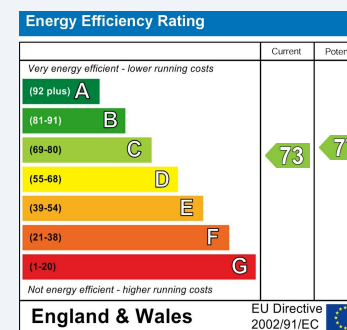 Energy Efficiency Rating
Current
Very energy efficient - lower running costs
(92 plus) A
(81-91) B
(69-80) C
73
(55-68) D
(39-54) E
(21-38) F
(1-20) G
Not energy efficient - higher running costs
England & Wales
EU Directive
2002/91/EC